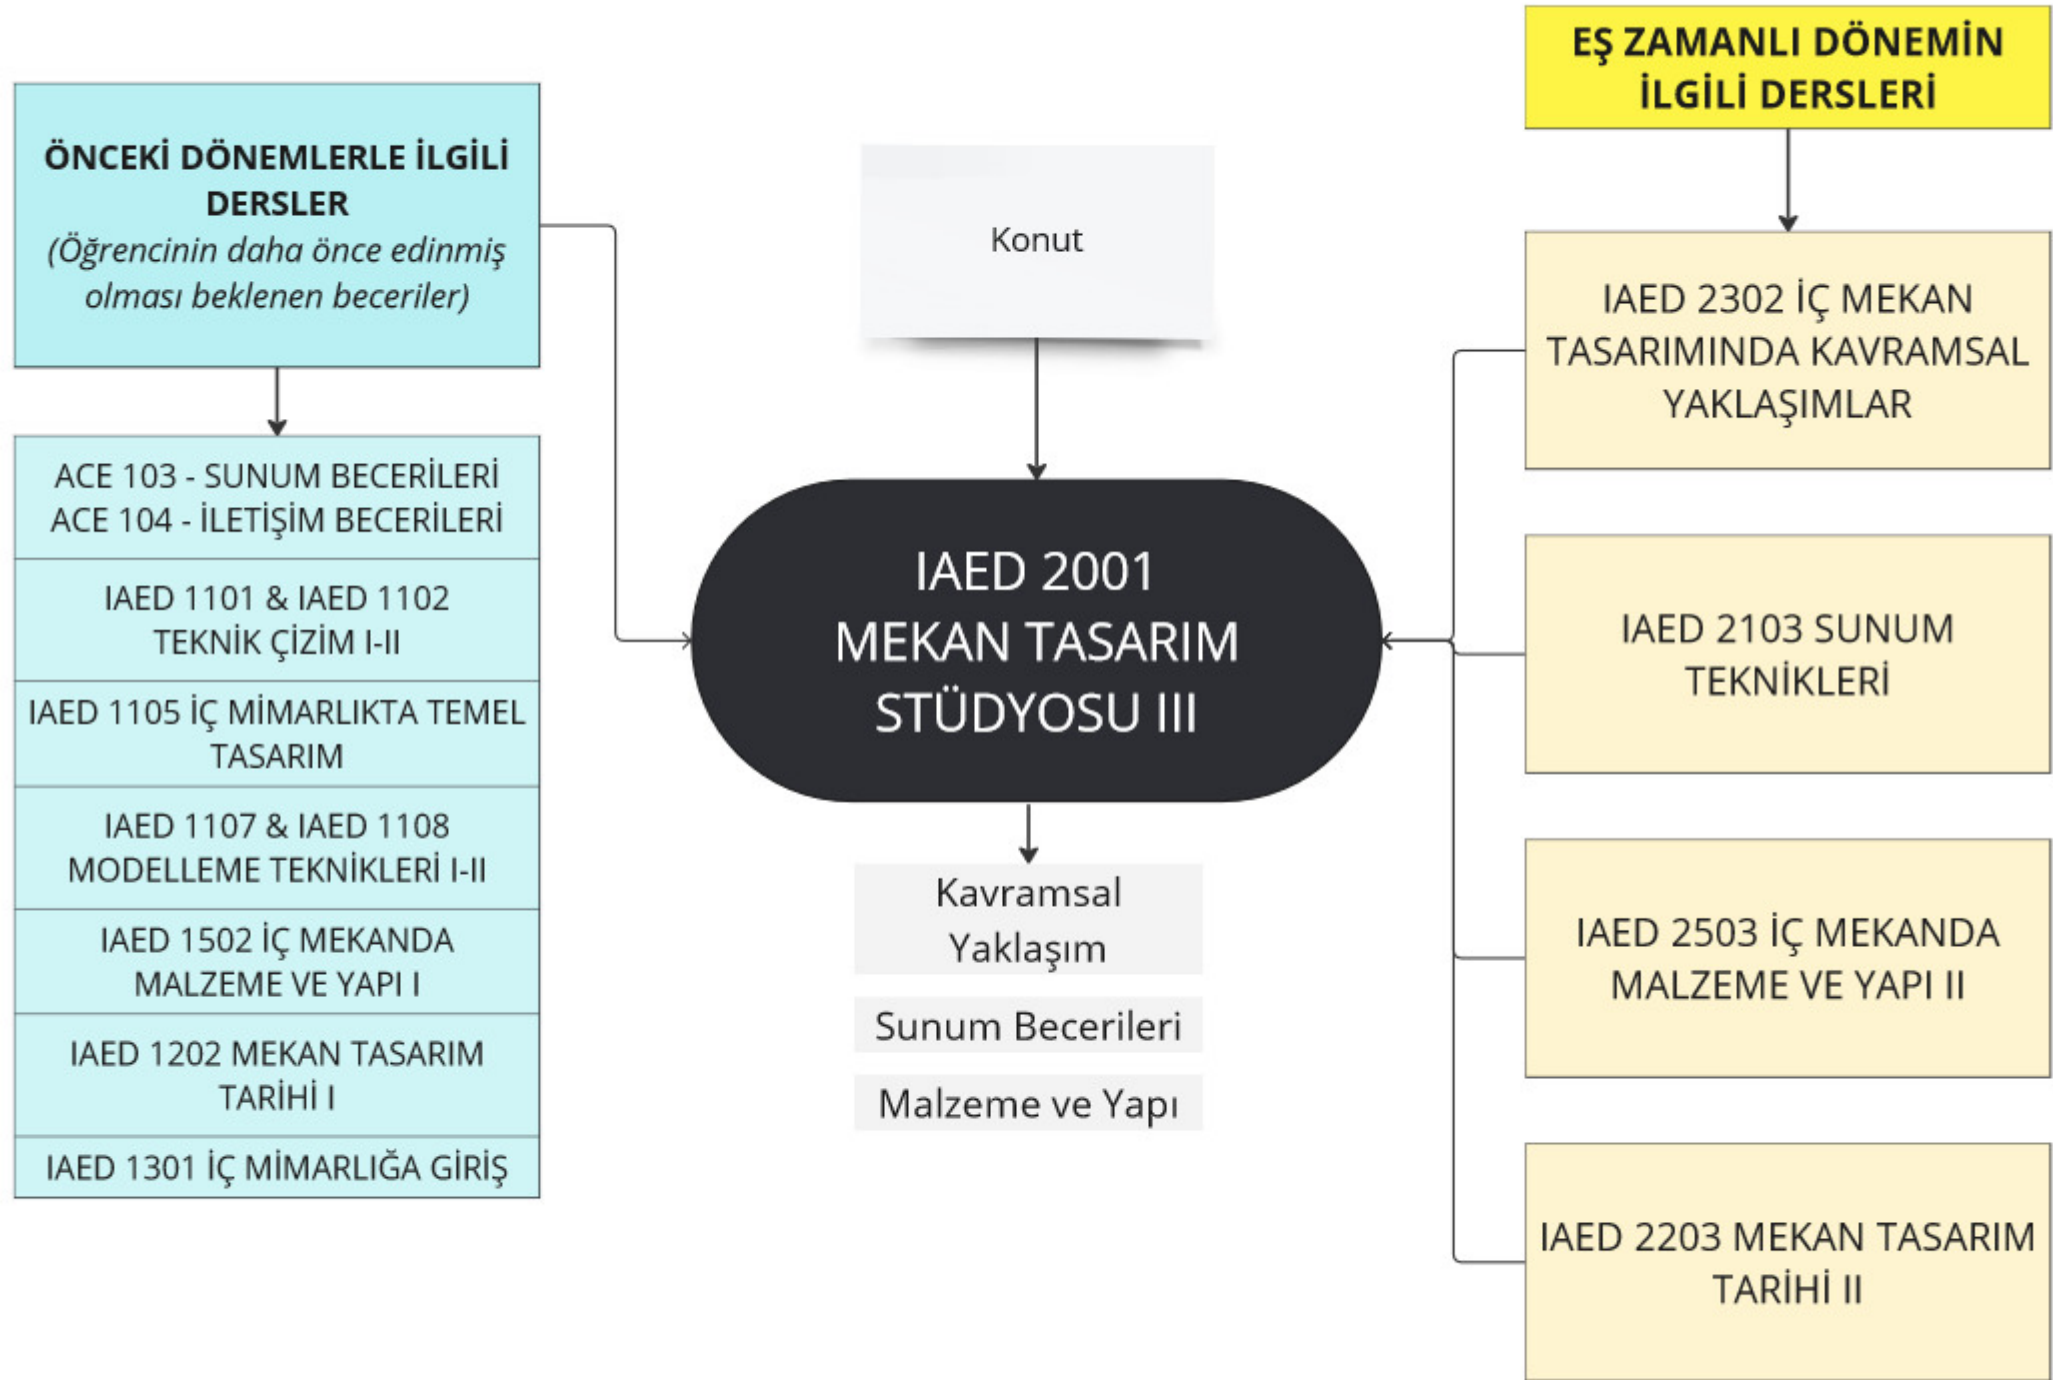 ÖNCEKİ DÖNEMLERLE İLGİLİ
DERSLER
(Öğrencinin daha önce edinmiş
olması beklenen beceriler)
ACE 103 - SUNUM BECERİLERİ
ACE 104 - İLETİŞİM BECERİLERİ
IAED 1101 & IAED 1102
TEKNİK ÇİZİM I-II
IAED 1105 İÇ MİMARLIKTA TEMEL
TASARIM
IAED 1107 & IAED 1108
MODELLEME TEKNİKLERİ I-II
IAED 1502 İÇ MEKANDA
MALZEME VE YAPI I
IAED 1202 MEKAN TASARIM
TARİHİ I
IAED 1301 İÇ MİMARLIĞA GİRİŞ
Konut
IAED 2001
MEKAN TASARIM
STÜDYOSU III
Kavramsal
Yaklaşım
Sunum Becerileri
Malzeme ve Yapı
EŞ ZAMANLI DÖNEMİN
İLGİLİ DERSLERİ
IAED 2302 İÇ MEKAN
TASARIMINDA KAVRAMSAL
YAKLAŞIMLAR
IAED 2103 SUNUM
TEKNİKLERİ
IAED 2503 İÇ MEKANDA
MALZEME VE YAPI II
IAED 2203 MEKAN TASARIM
TARİHİ II